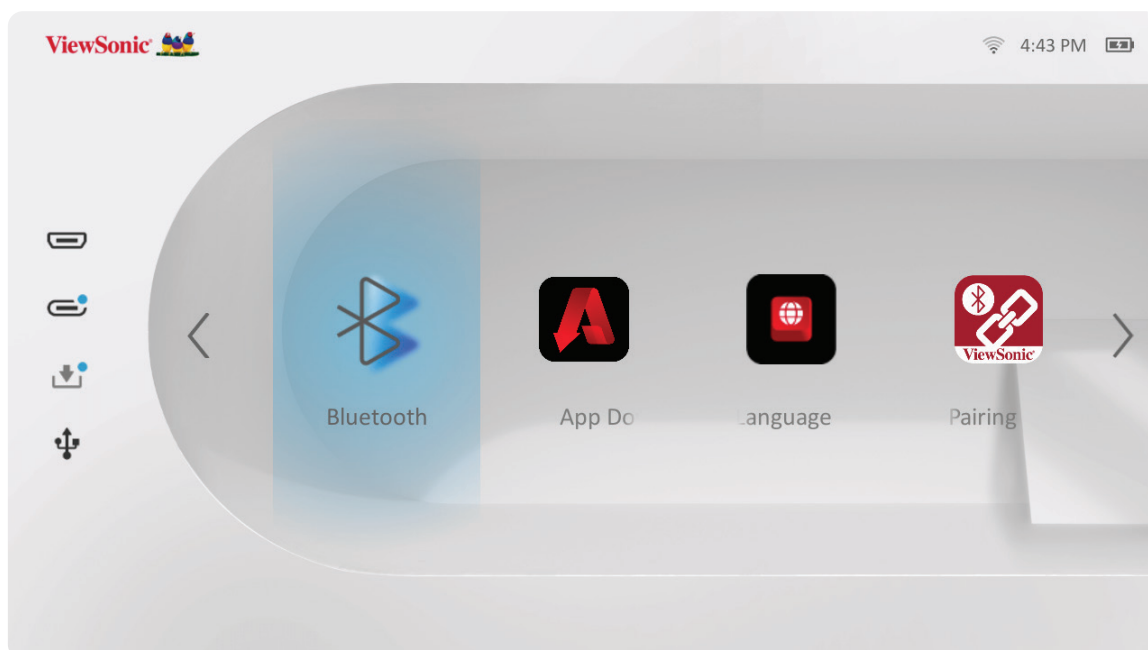 ViewSonic
4:43 PM
ViewSonic
Bluetooth
App Do
anguage
Pairing